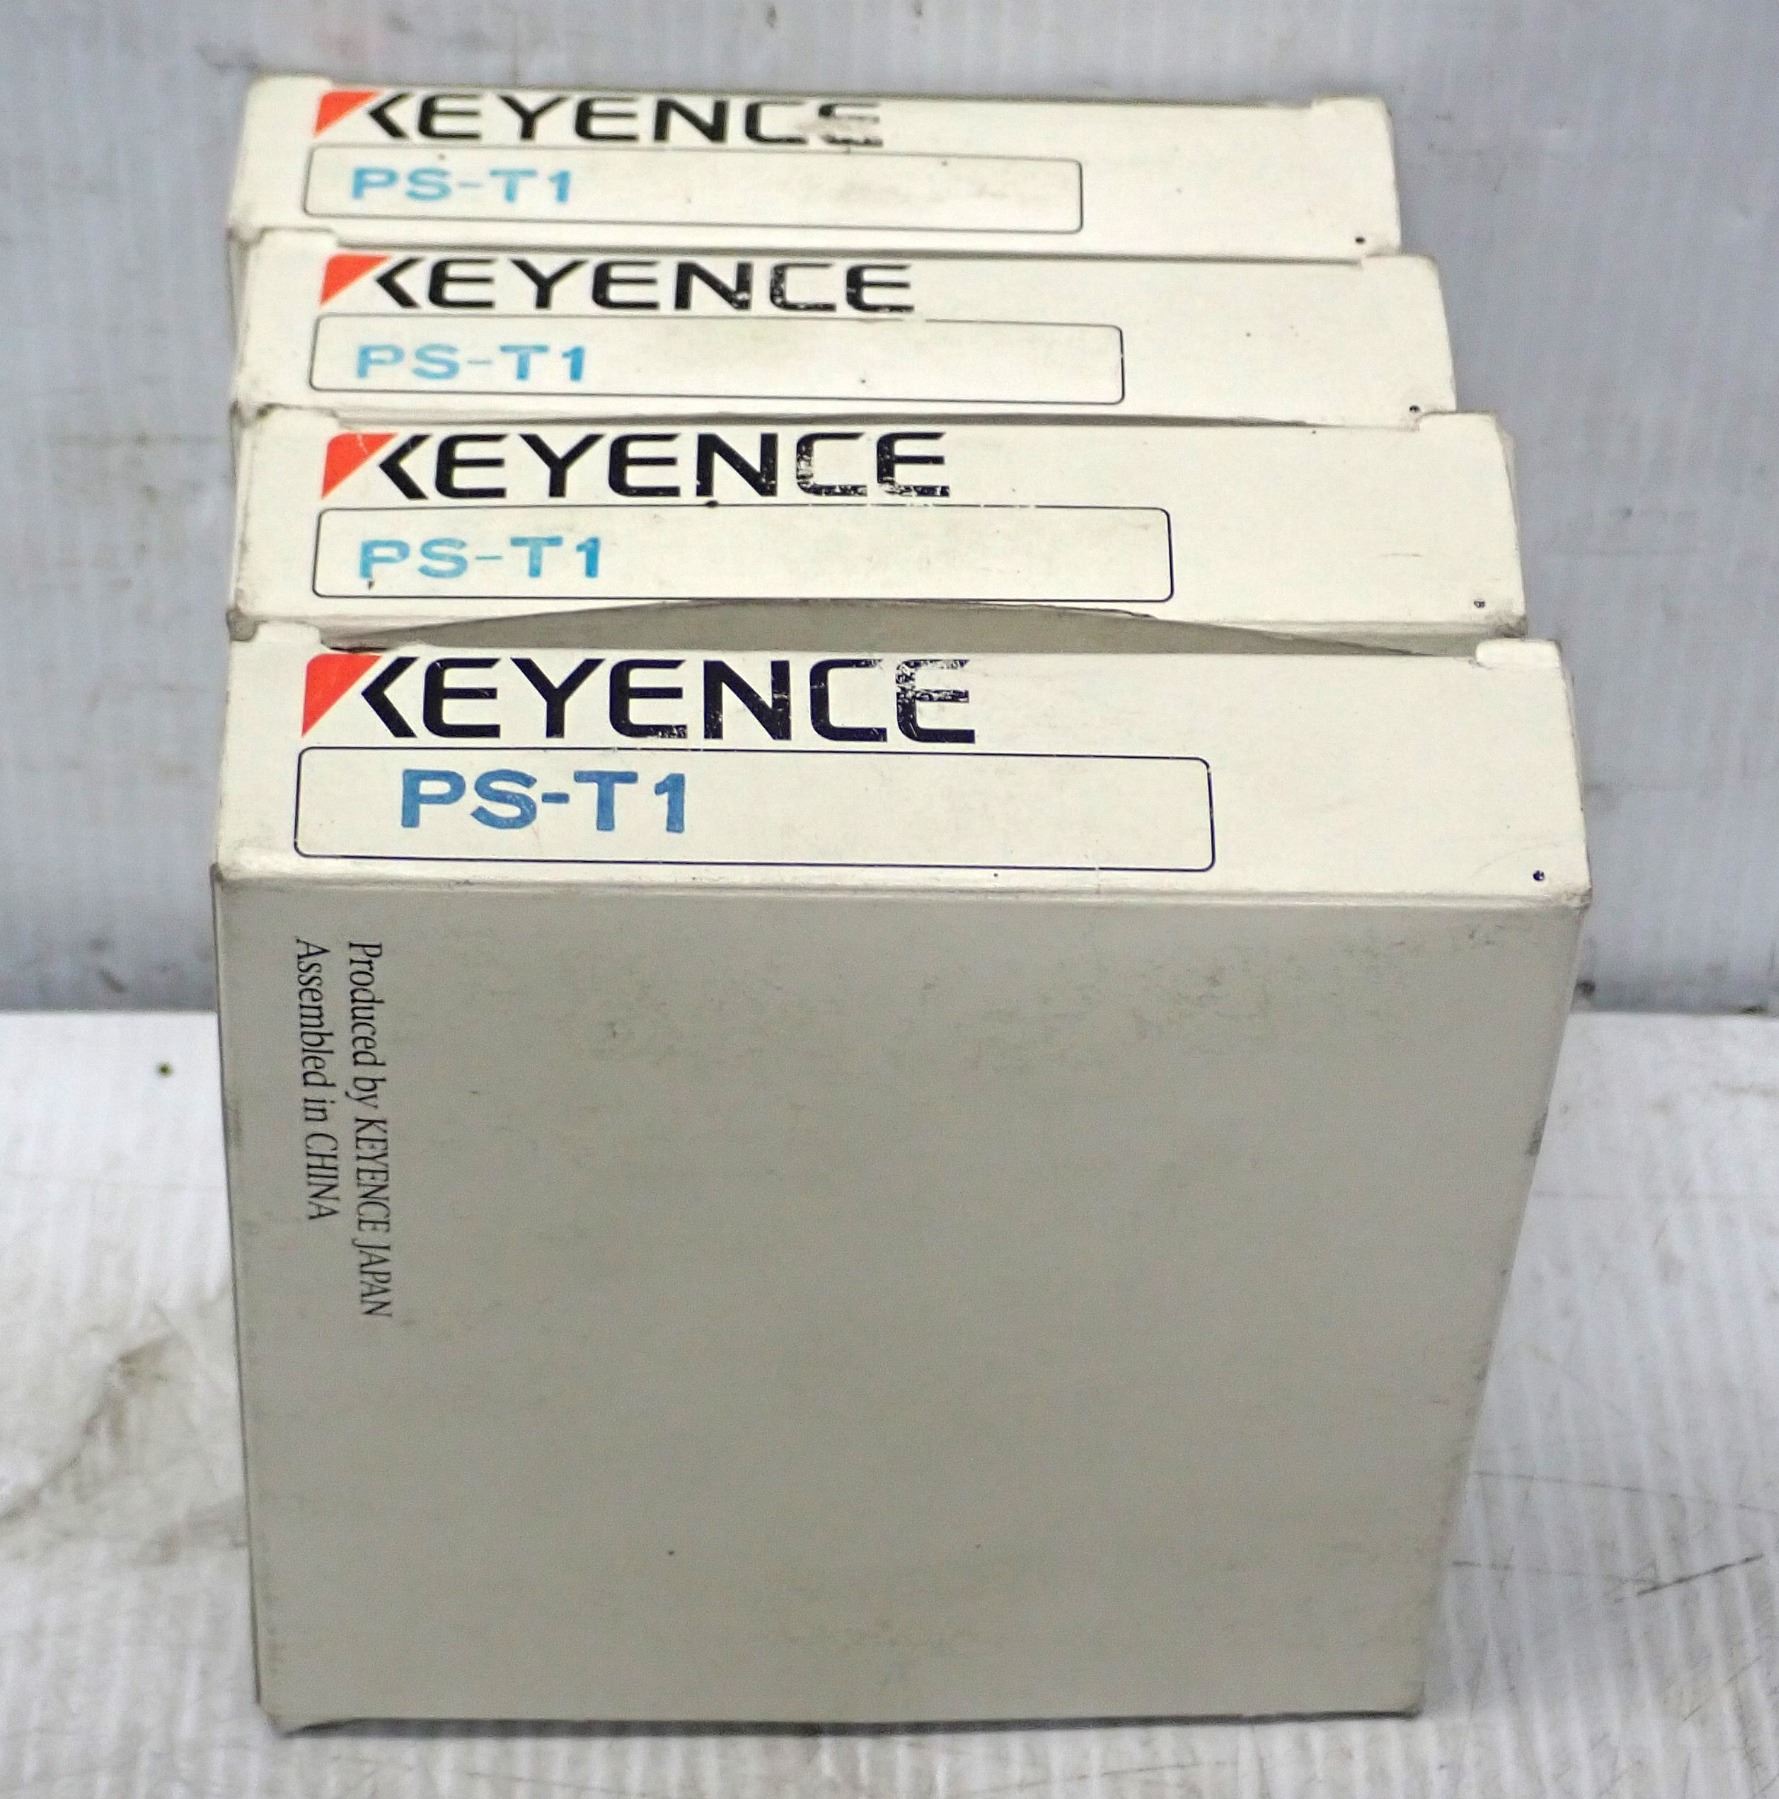 KEYENCE
PS-T1
KEYENCE
PS-T1
KEYENCE
PS-T1
KEYENCE
PS-T1
Produced by KEYENCE JAPAN
Assembled in CHINA